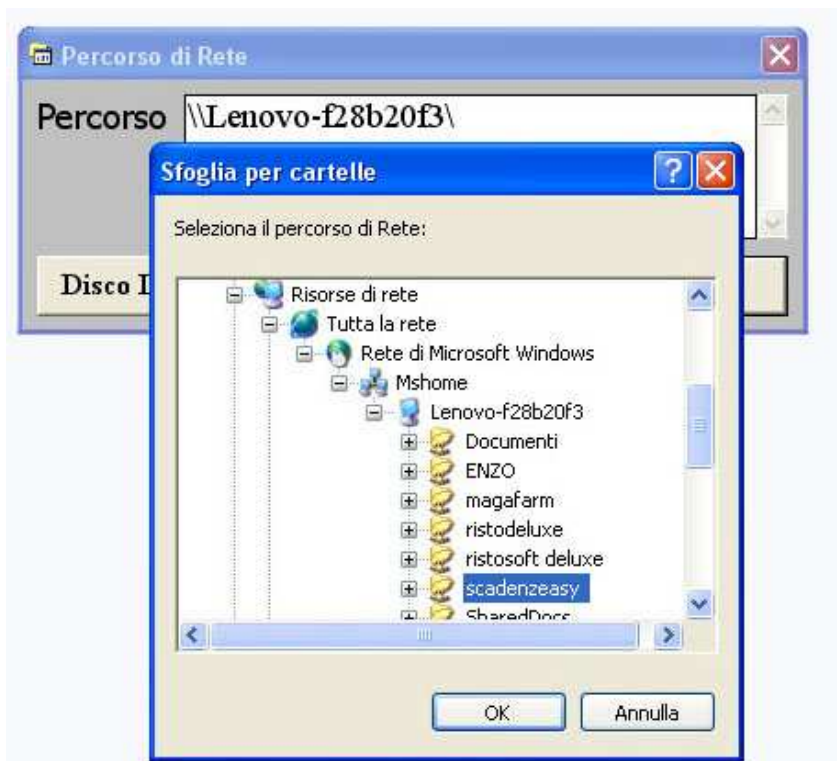 Percorso di Rete
Percorso \\Lenovo-f28b20f3\
Sfoglia per cartelle
Seleziona il percorso di Rete:
Disco
Risorse di rete
Tutta la rete
Rete di Microsoft Windows
Mshome
Lenovo-f28b20f3
Documenti
ENZO
magafarm
ristodeluxe
ristosoft deluxe
scadenzeasy
SharedDocs
OK Annulla